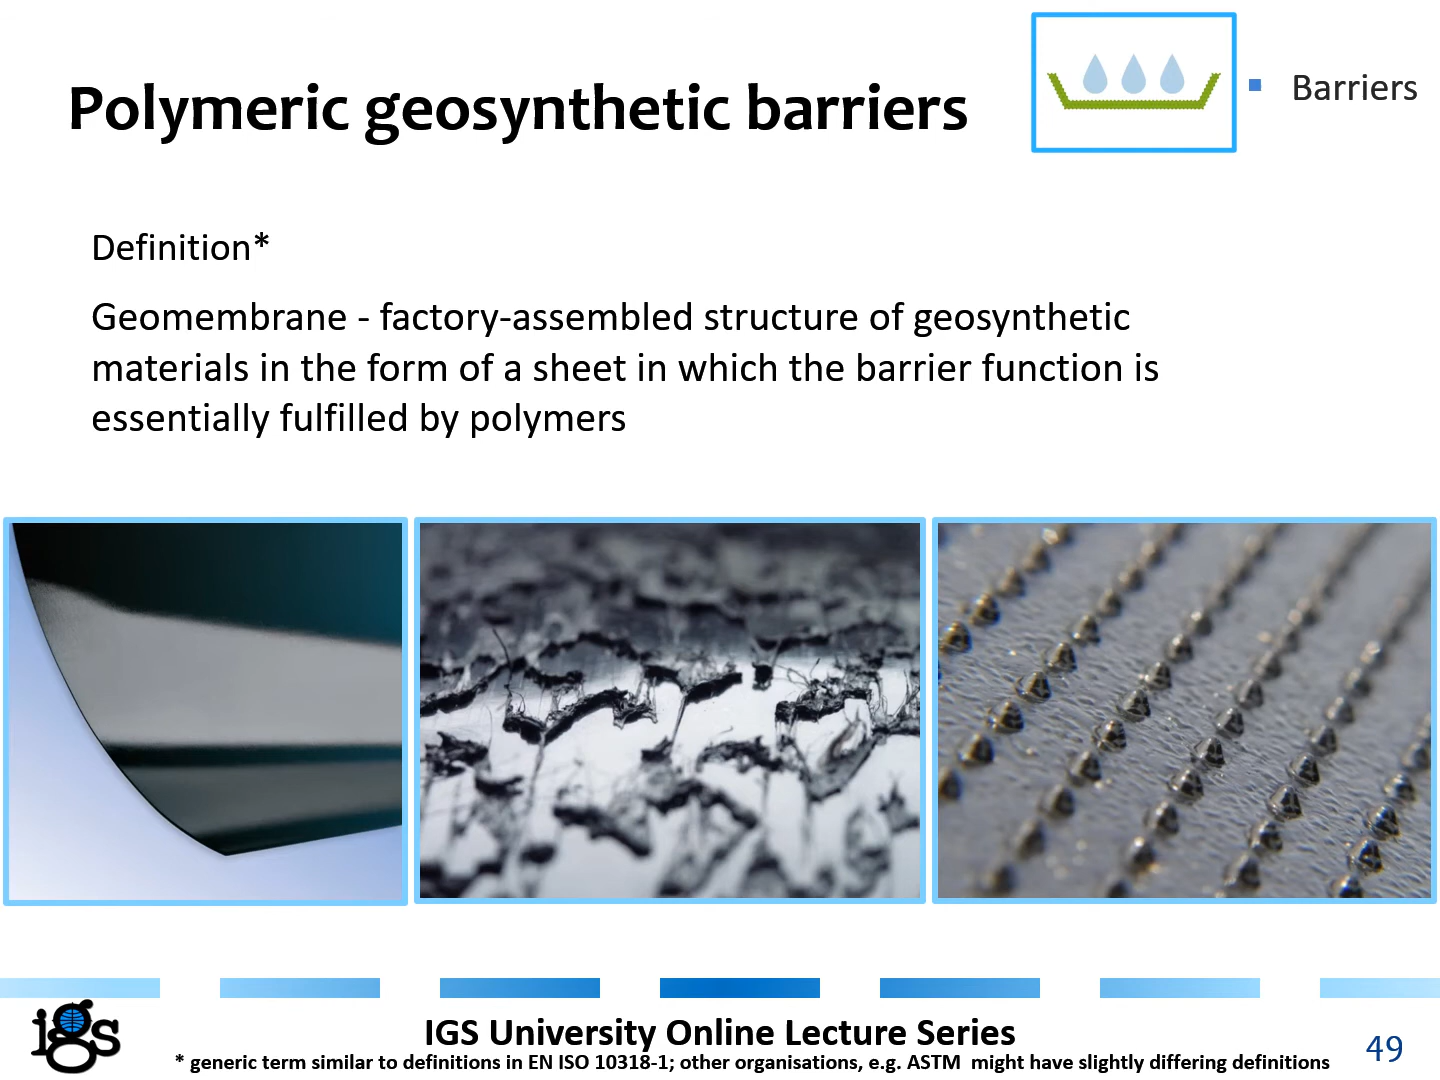 Polymeric geosynthetic barriers
▪ Barriers
Definition*
Geomembrane - factory-assembled structure of geosynthetic
materials in the form of a sheet in which the barrier function is
essentially fulfilled by polymers
igs
IGS University Online Lecture Series
* generic term similar to definitions in EN ISO 10318-1; other organisations, e.g. ASTM  might have slightly differing definitions
49